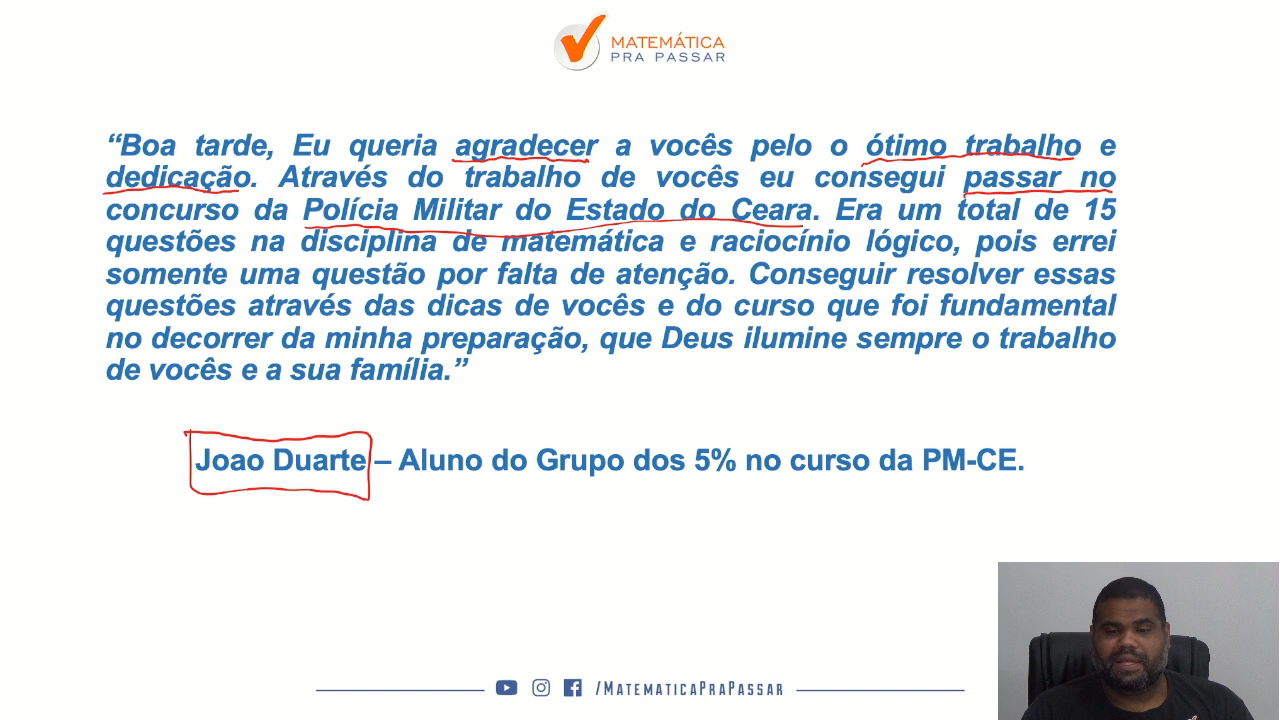 MATEMÁTICA
PRA PASSAR
“Boa tarde, Eu queria agradecer a vocês pelo o ótimo trabalho e
dedicação. Através do trabalho de vocês eu consegui passar no
concurso da Polícia Militar do Estado do Ceara. Era um total de 15
questões na disciplina de matemática e raciocínio lógico, pois errei
somente uma questão por falta de atenção. Conseguir resolver essas
questões através das dicas de vocês e do curso que foi fundamental
no decorrer da minha preparação, que Deus ilumine sempre o trabalho
de vocês e a sua família.”
Joao Duarte – Aluno do Grupo dos 5% no curso da PM-CE.
/MATEMATICAPRAPASSAR